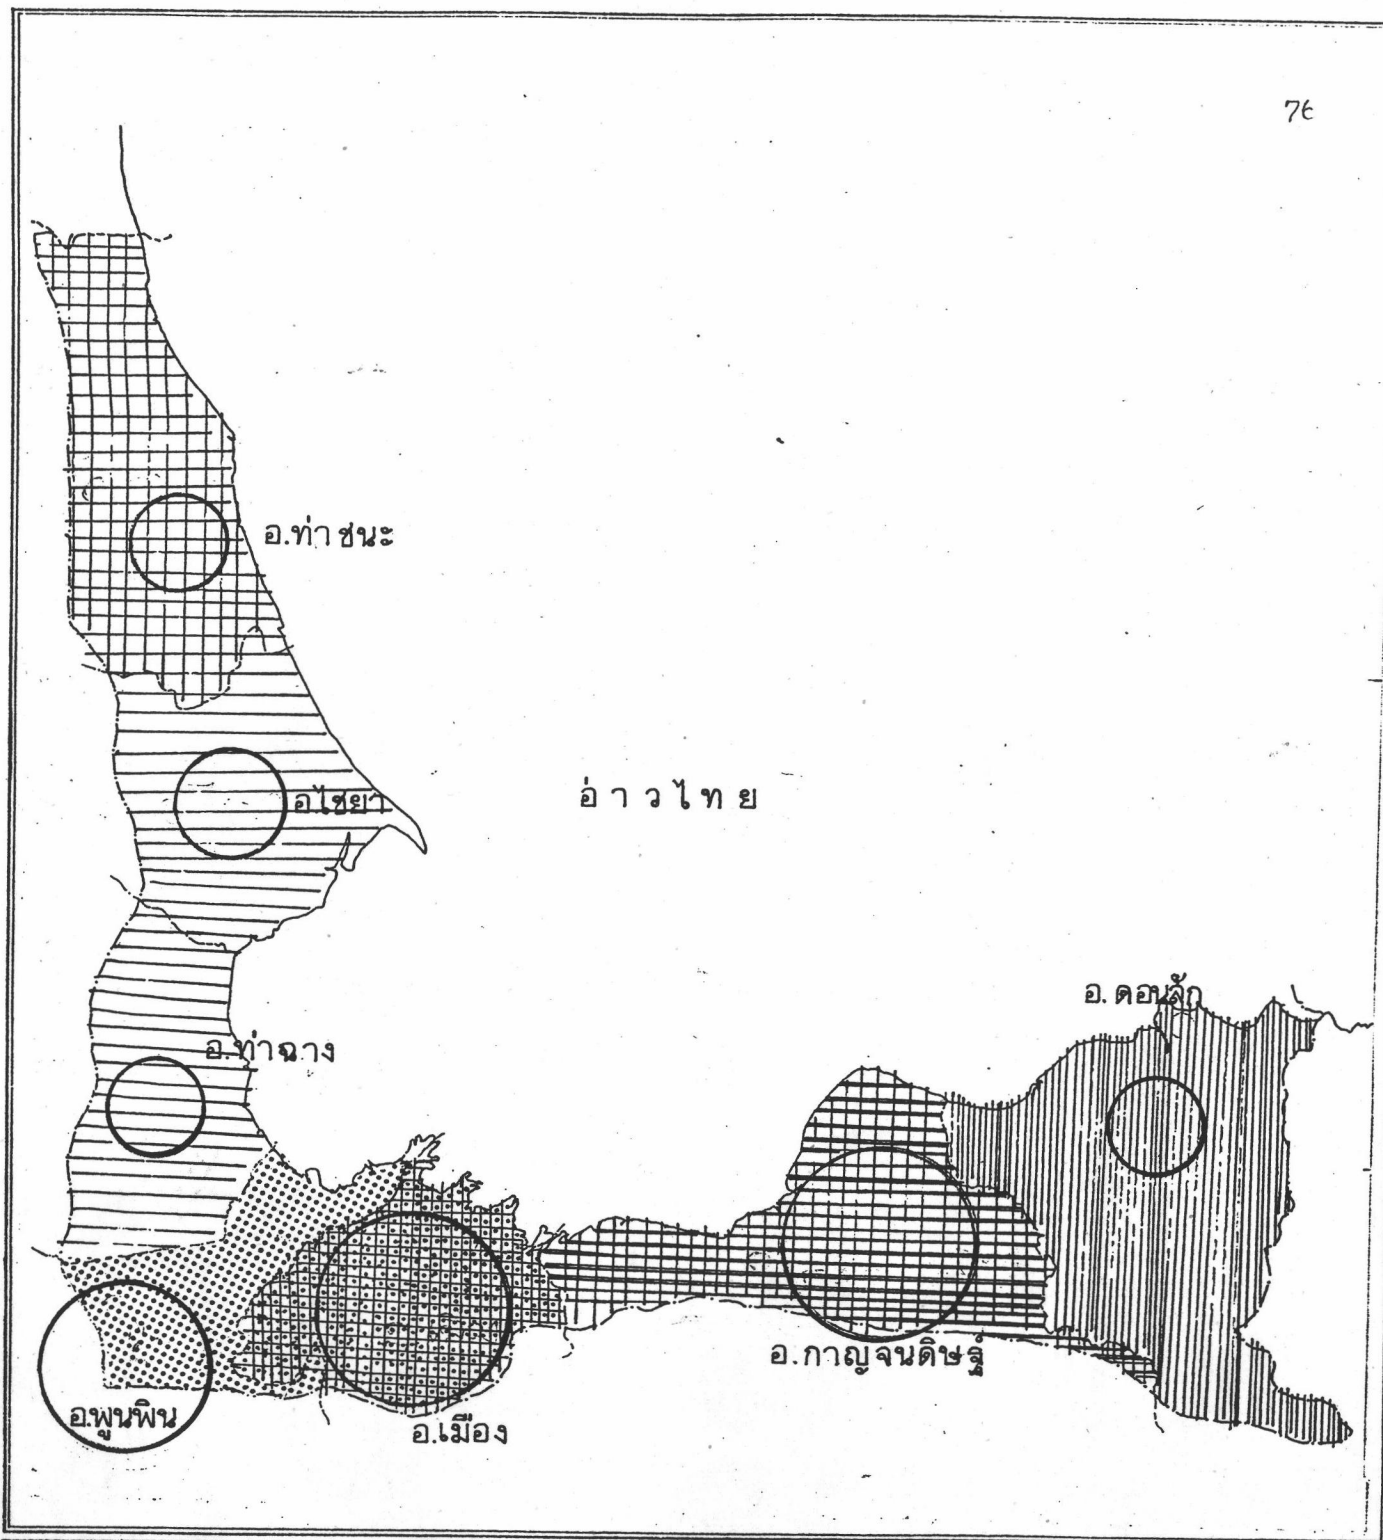 76
อ.ท่าชนะ
อ.ไชยา
อ่าวไทย
อ.ดอนสัก
อ.ท่าฉาง
อ.กาญจนดิษฐ์
อ.พูนพิน
อ.เมือง